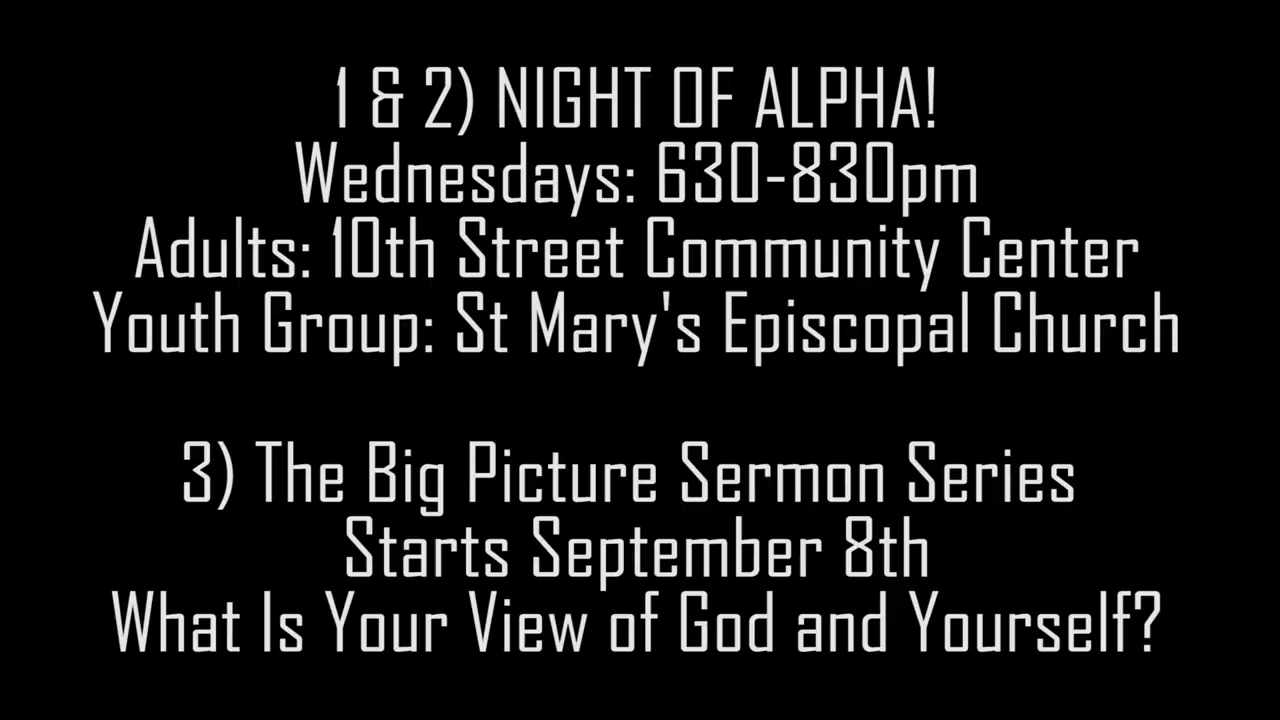 1 & 2) NIGHT OF ALPHA!
Wednesdays: 630-830pm
Adults: 10th Street Community Center
Youth Group: St Mary's Episcopal Church
3) The Big Picture Sermon Series
Starts September 8th
What Is Your View of God and Yourself?